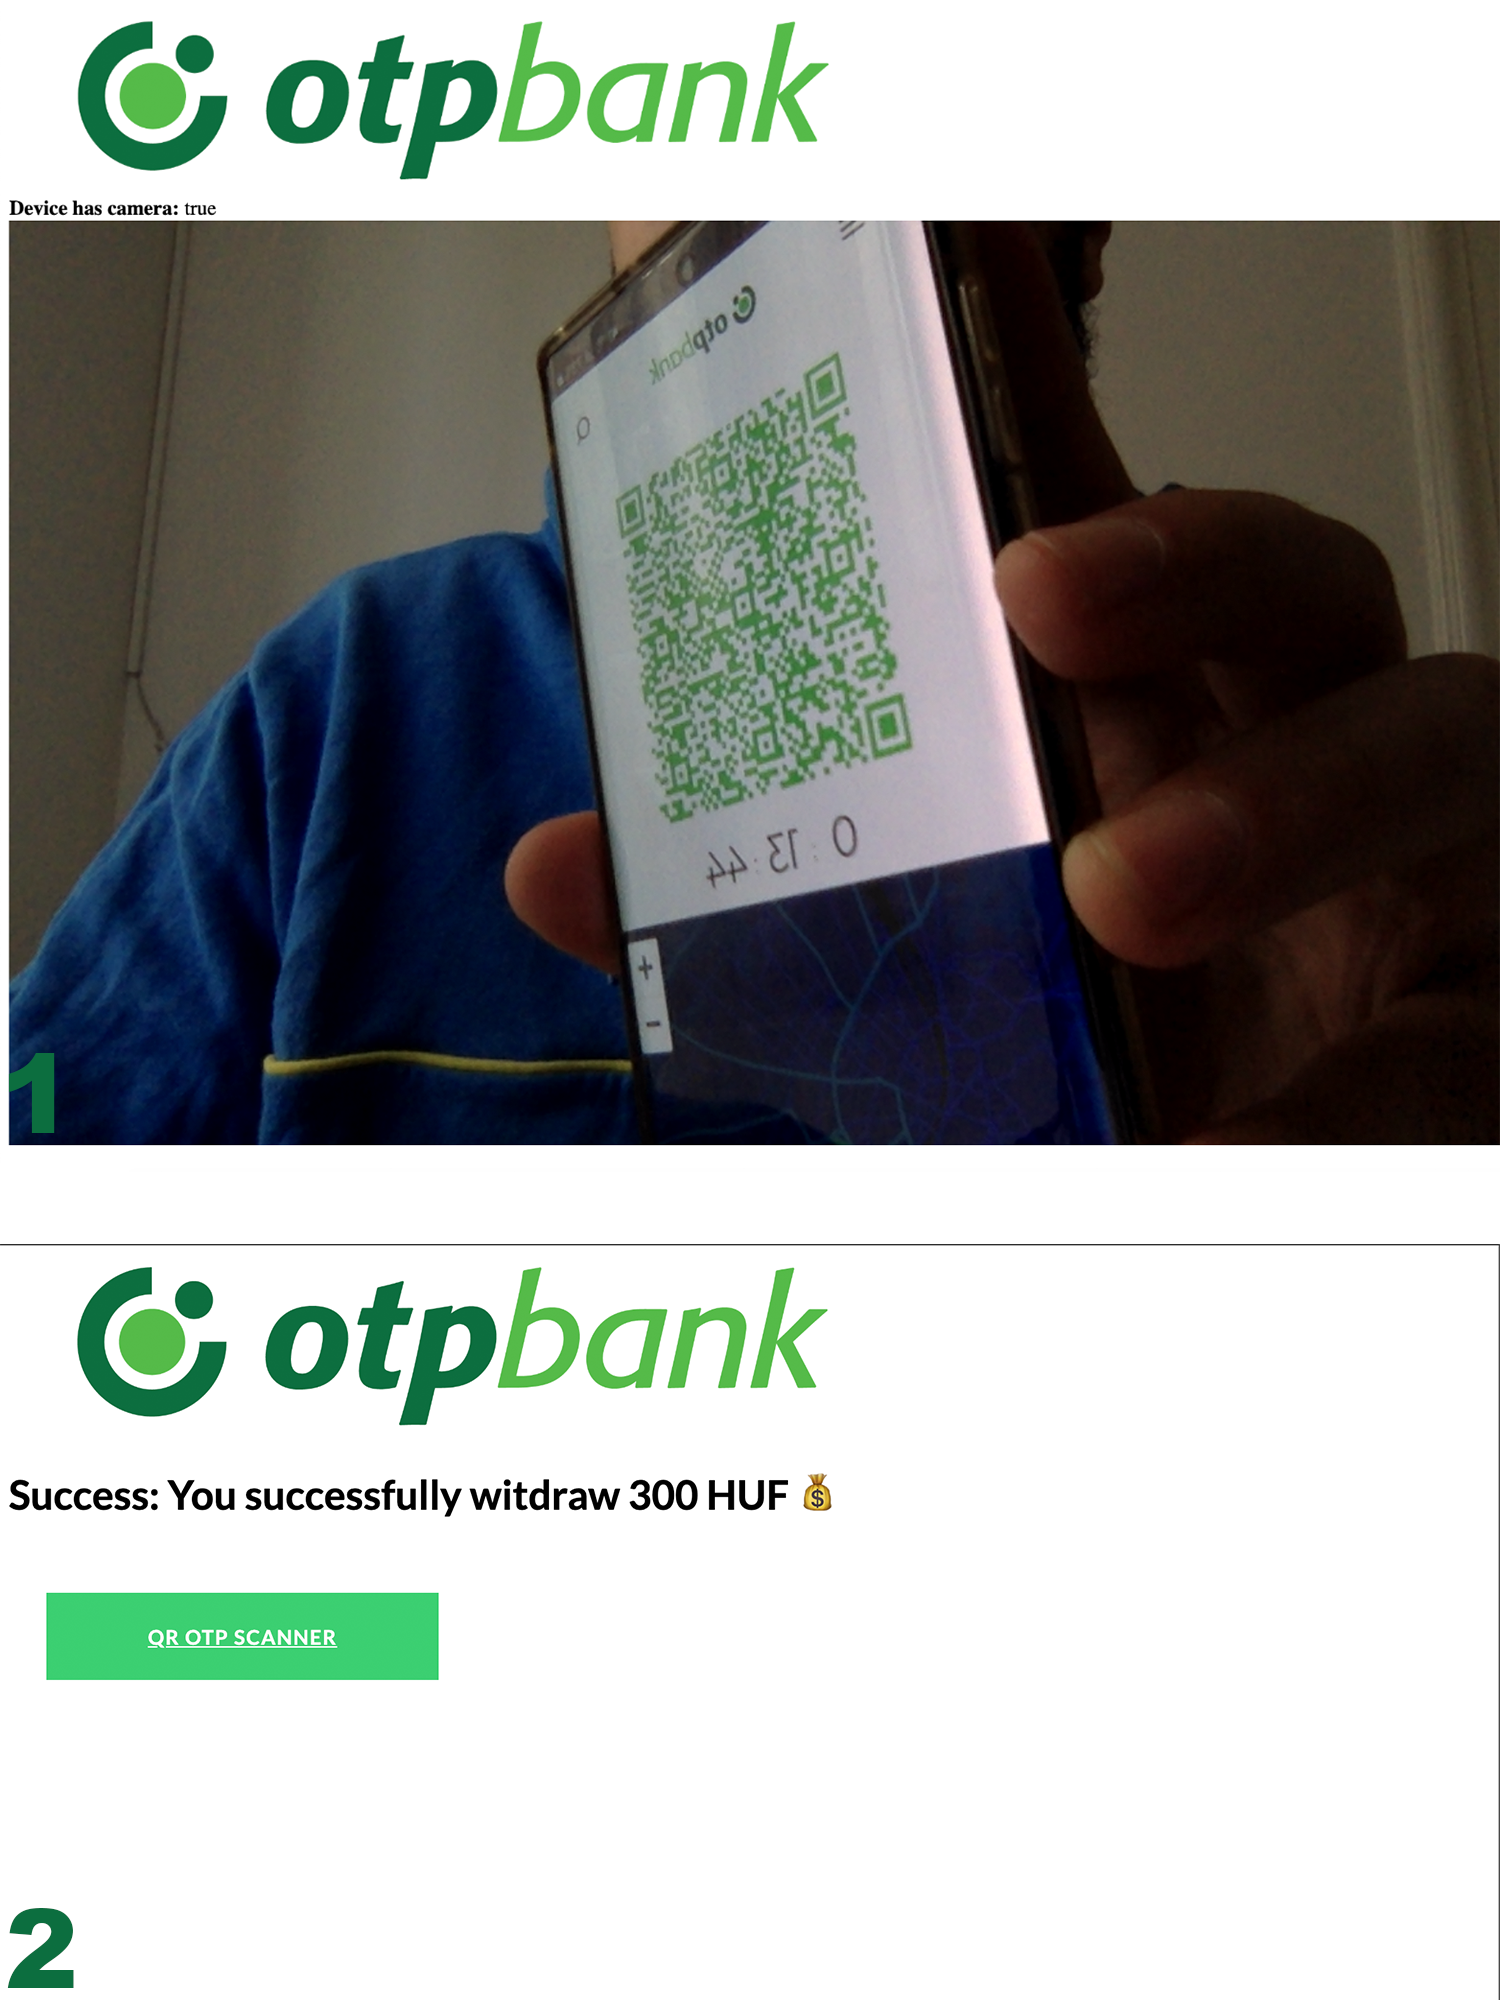 otpbank
Device has camera: true
otpbank
0:13:44
+
-
1
otpbank
Success: You successfully witdraw 300 HUF 💰
QR OTP SCANNER
2